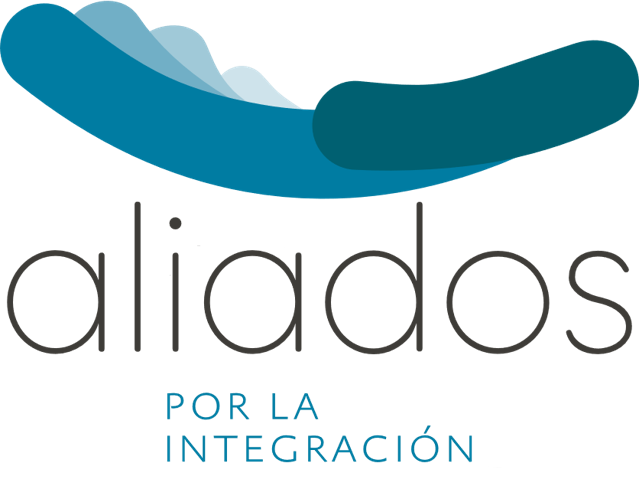 aliados
POR LA
INTEGRACIÓN